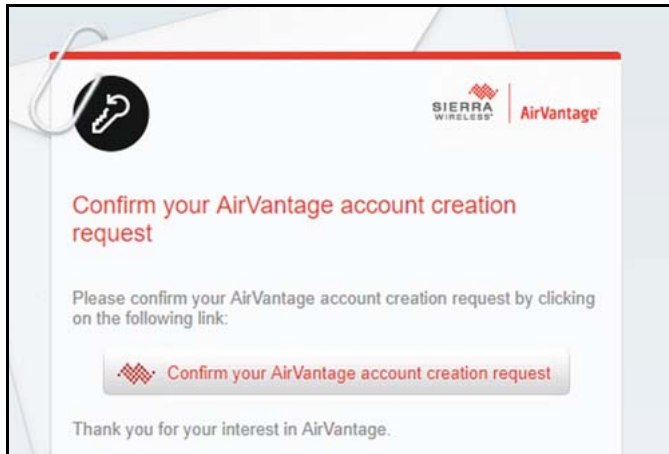 SIERRA
WIRELESS®
AirVantage®
Confirm your AirVantage account creation
request
Please confirm your AirVantage account creation request by clicking
on the following link:
Confirm your AirVantage account creation request
Thank you for your interest in AirVantage.